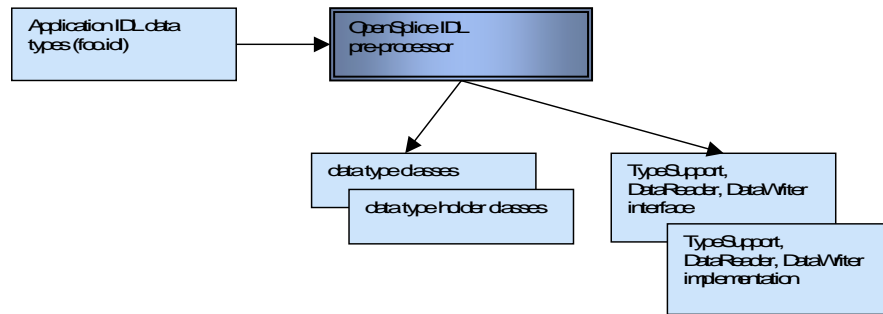 Application IDL data
types (foo.idl)
OpenSplice IDL
pre-processor
data type classes
data type holder classes
TypeSupport,
DataReader, DataWriter
interface
TypeSupport,
DataReader, DataWriter
implementation